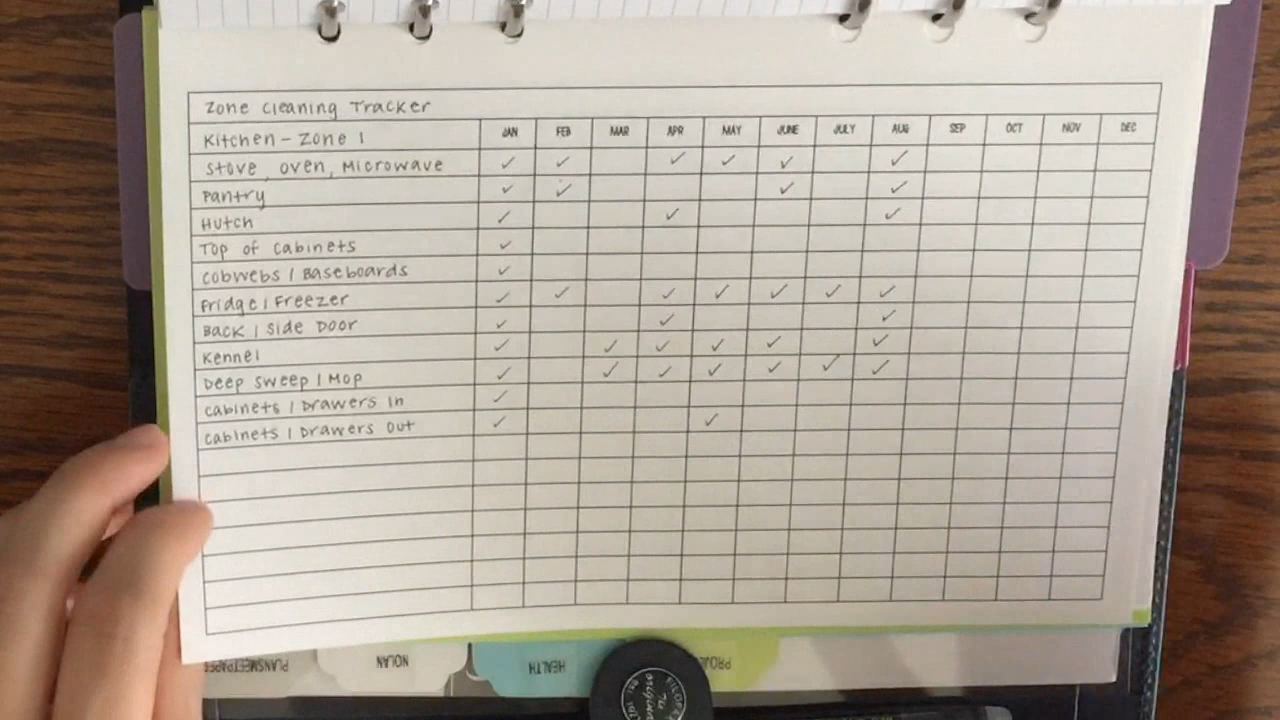 Zone Cleaning Tracker
Kitchen - Zone 1 JAN FEB MAR APR MAY JUNE JULY AUG SEP OCT NOV DEC
Stove, oven, Microwave ✓ ✓ ✓ ✓ ✓ ✓
Pantry ✓ ✓ ✓ ✓
Hutch ✓ ✓ ✓
Top of Cabinets ✓
Cobwebs / Baseboards ✓
Fridge / Freezer ✓ ✓ ✓ ✓ ✓ ✓ ✓
Back / Side Door ✓ ✓ ✓
Kennel ✓ ✓ ✓ ✓ ✓ ✓
Deep Sweep / Mop ✓ ✓ ✓ ✓ ✓ ✓ ✓
Cabinets / Drawers In ✓
Cabinets / Drawers Out ✓ ✓
NOLAN
HEALTH